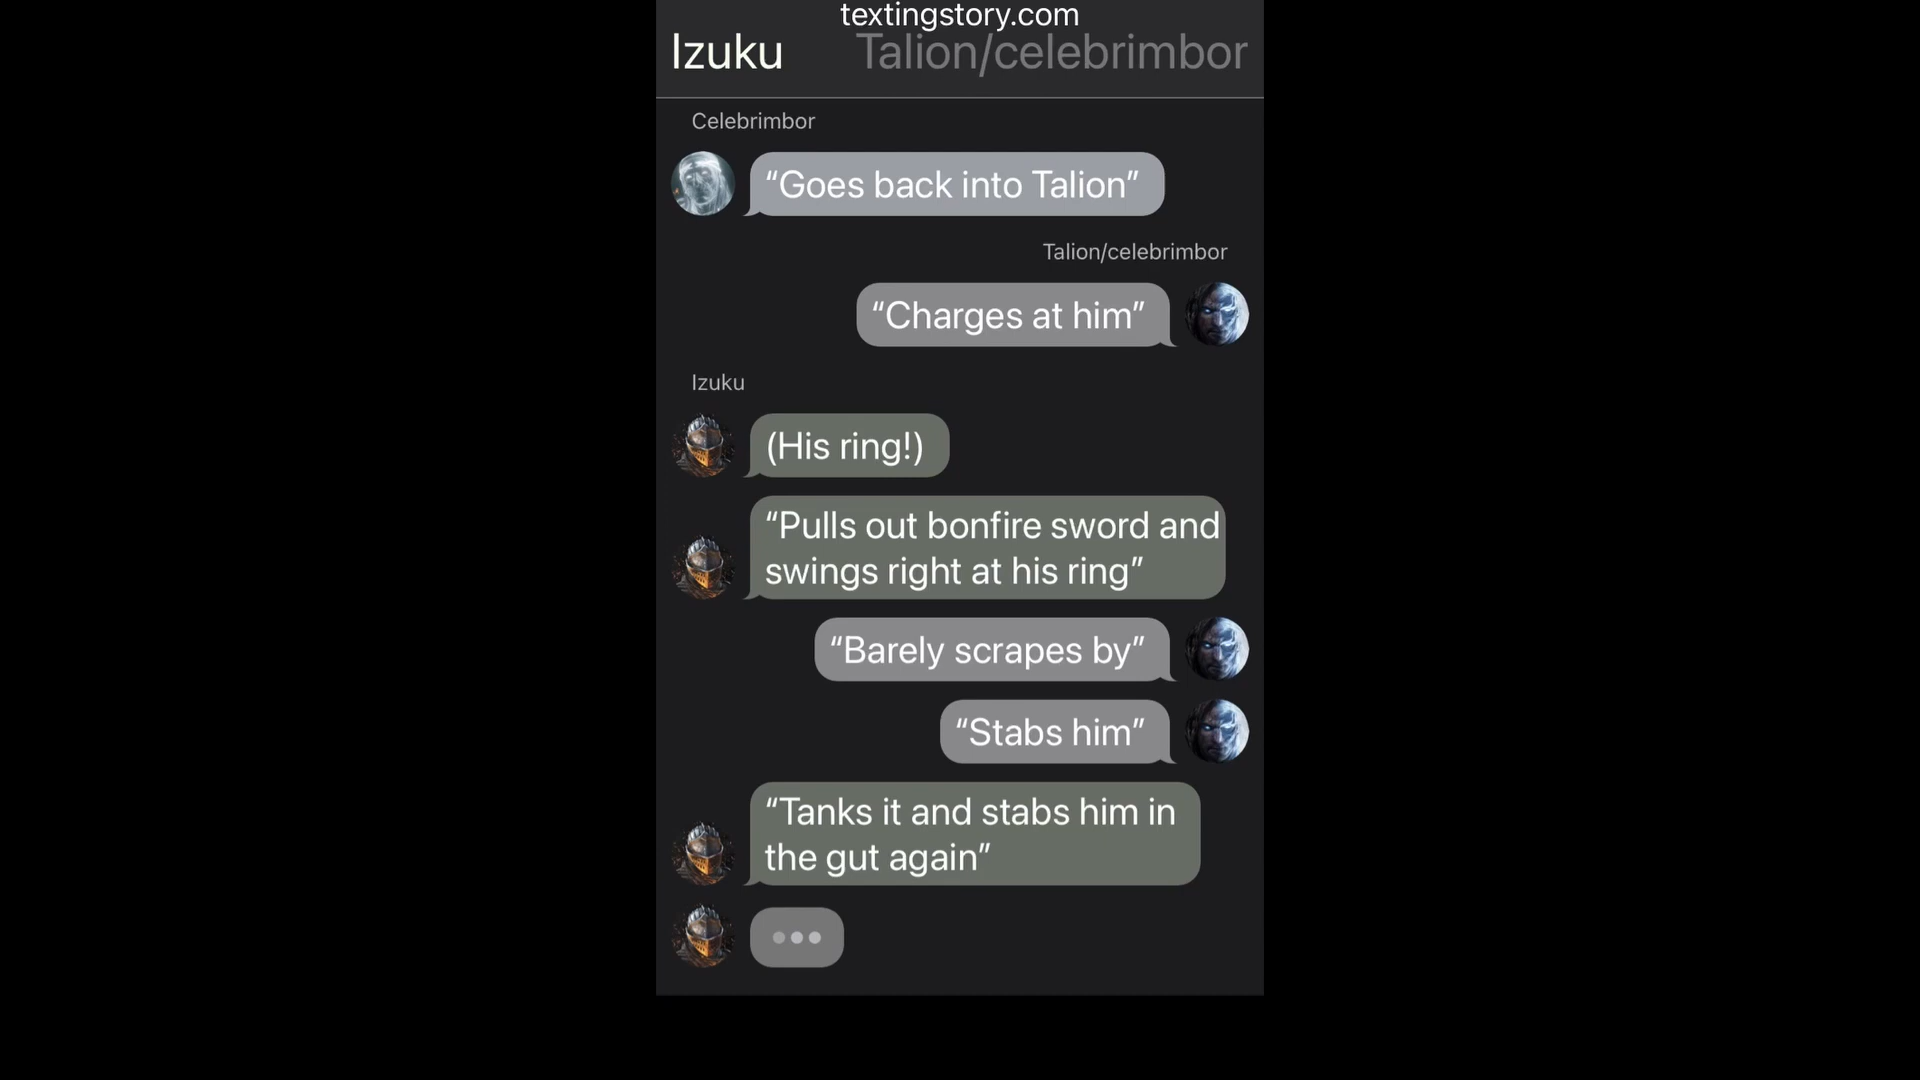 textingstory.com
Izuku
Talion/celebrimbor
Celebrimbor
“Goes back into Talion”
Talion/celebrimbor
“Charges at him”
Izuku
(His ring!)
“Pulls out bonfire sword and
swings right at his ring”
“Barely scrapes by”
“Stabs him”
“Tanks it and stabs him in
the gut again”